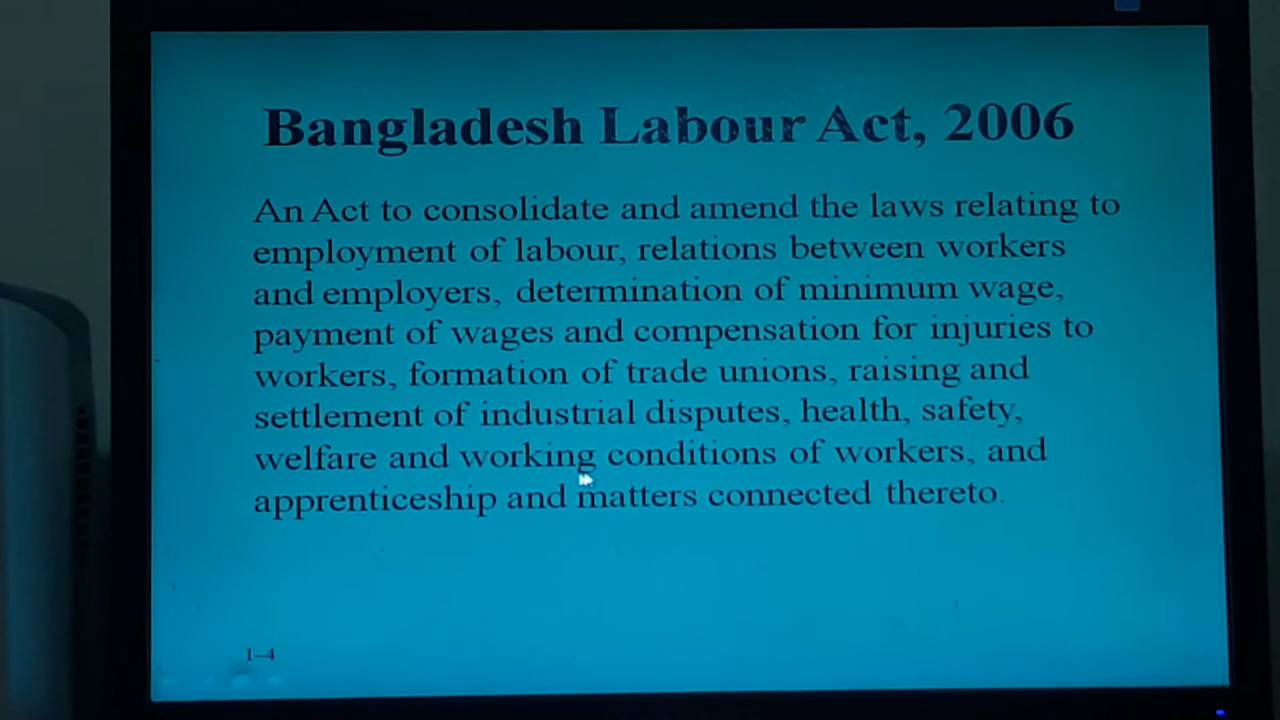 Bangladesh Labour Act, 2006
An Act to consolidate and amend the laws relating to
employment of labour, relations between workers
and employers, determination of minimum wage,
payment of wages and compensation for injuries to
workers, formation of trade unions, raising and
settlement of industrial disputes, health, safety,
welfare and working conditions of workers, and
apprenticeship and matters connected thereto.
1–4